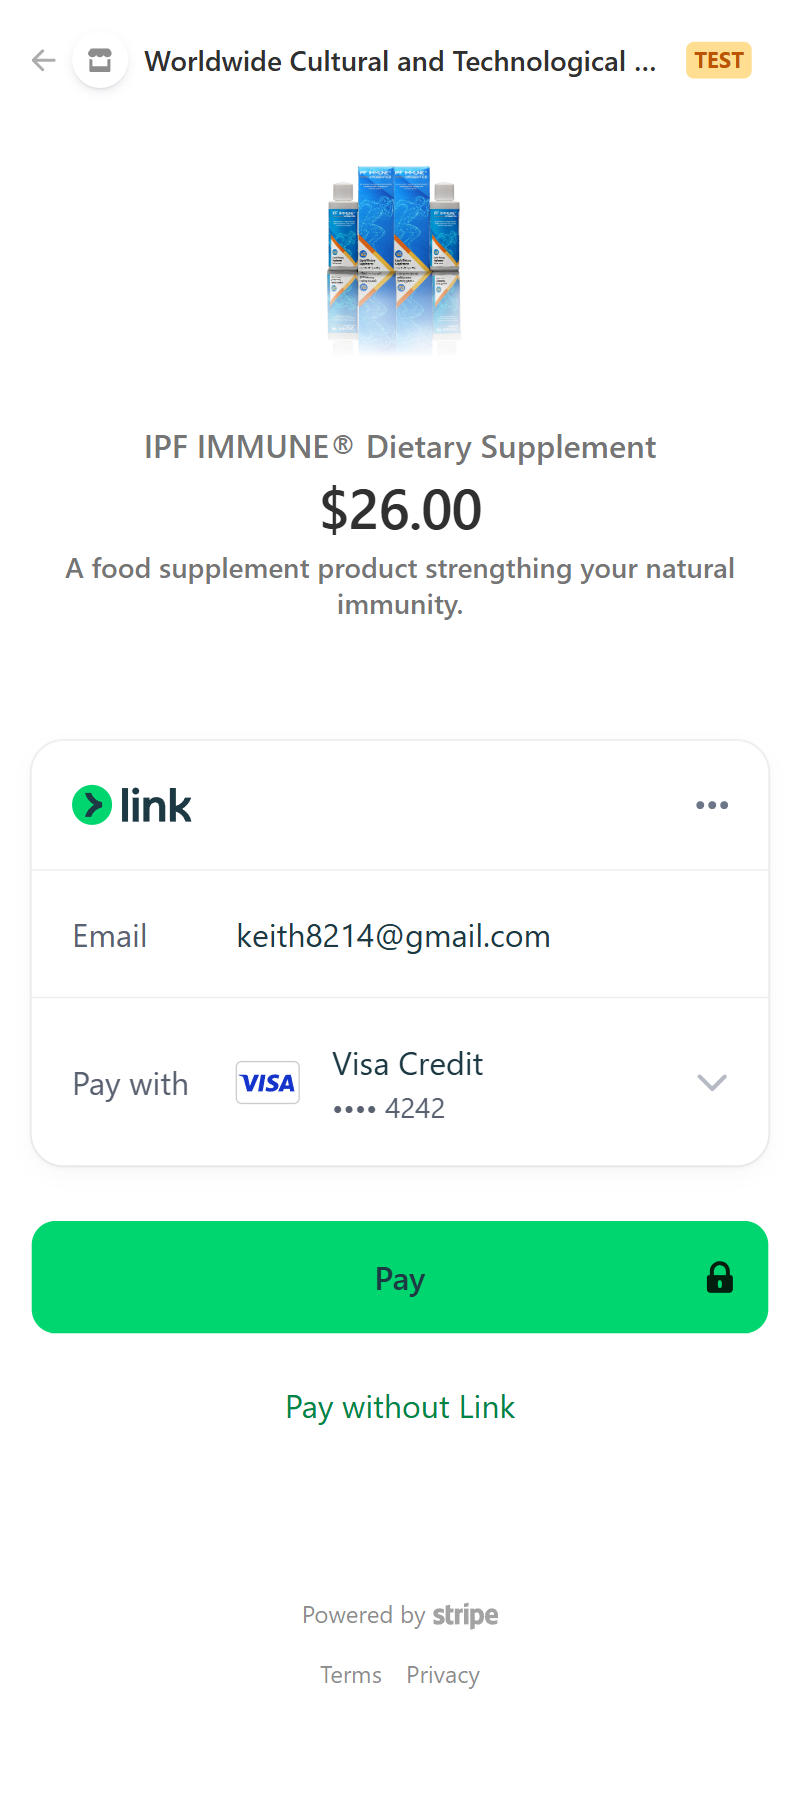 Worldwide Cultural and Technological ...
TEST
IPF IMMUNE® Dietary Supplement
$26.00
A food supplement product strengthing your natural
immunity.
link
Email keith8214@gmail.com
Pay with VISA Visa Credit
•••• 4242
Pay
Pay without Link
Powered by stripe
Terms Privacy